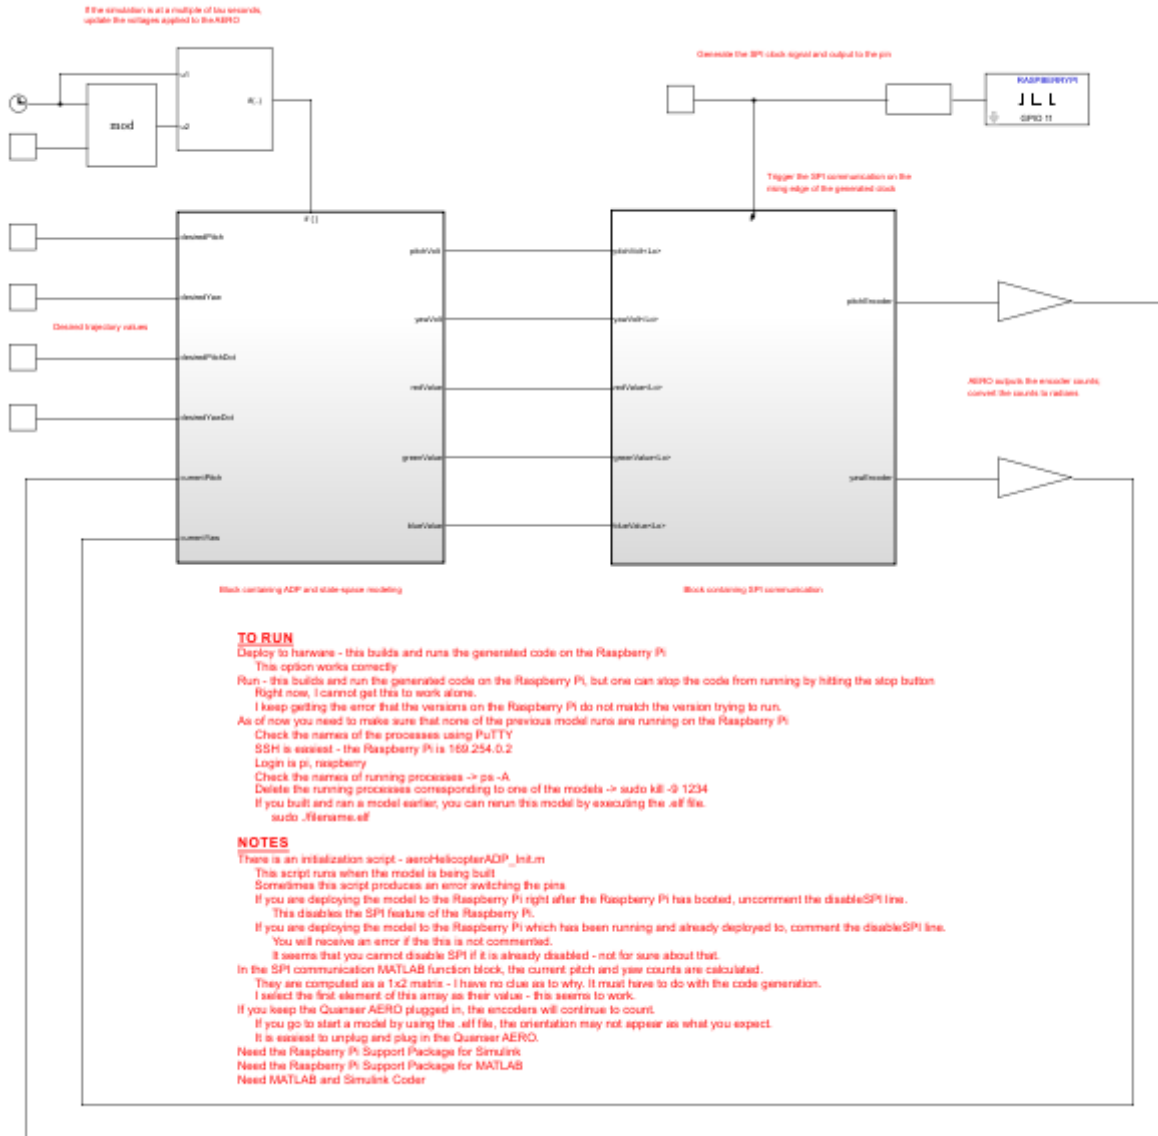 If the simulation is at a multiple of tau seconds,
update the voltages applied to the AERO
u1
if(..)
mod
u2
Generate the SPI clock signal and output to the pin
RASPBERRYPI
GPIO 11
Trigger the SPI communication on the
rising edge of the generated clock
if { }
desiredPitch
desiredYaw
Desired trajectory values
desiredPitchDot
desiredYawDot
currentPitch
currentYaw
pitchVolt
yawVolt
redValue
greenValue
blueValue
pitchVolt<Lo>
yawVolt<Lo>
redValue<Lo>
greenValue<Lo>
blueValue<Lo>
pitchEncoder
yawEncoder
AERO outputs the encoder counts,
convert the counts to radians
Block containing ADP and state-space modeling
Block containing SPI communication
TO RUN
Deploy to harware - this builds and runs the generated code on the Raspberry Pi
This option works correctly
Run - this builds and run the generated code on the Raspberry Pi, but one can stop the code from running by hitting the stop button
Right now, I cannot get this to work alone.
I keep getting the error that the versions on the Raspberry Pi do not match the version trying to run.
As of now you need to make sure that none of the previous model runs are running on the Raspberry Pi
Check the names of the processes using PuTTY
SSH is easiest - the Raspberry Pi is 169.254.0.2
Login is pi, raspberry
Check the names of running processes -> ps -A
Delete the running processes corresponding to one of the models -> sudo kill -9 1234
If you built and ran a model earlier, you can rerun this model by executing the .elf file.
sudo ./filename.elf
NOTES
There is an initialization script - aeroHelicopterADP_Init.m
This script runs when the model is being built
Sometimes this script produces an error switching the pins
If you are deploying the model to the Raspberry Pi right after the Raspberry Pi has booted, uncomment the disableSPI line.
This disables the SPI feature of the Raspberry Pi.
If you are deploying the model to the Raspberry Pi which has been running and already deployed to, comment the disableSPI line.
You will receive an error if the this is not commented.
It seems that you cannot disable SPI if it is already disabled - not for sure about that.
In the SPI communication MATLAB function block, the current pitch and yaw counts are calculated.
They are computed as a 1x2 matrix - I have no clue as to why. It must have to do with the code generation.
I select the first element of this array as their value - this seems to work.
If you keep the Quanser AERO plugged in, the encoders will continue to count.
If you go to start a model by using the .elf file, the orientation may not appear as what you expect.
It is easiest to unplug and plug in the Quanser AERO.
Need the Raspberry Pi Support Package for Simulink
Need the Raspberry Pi Support Package for MATLAB
Need MATLAB and Simulink Coder